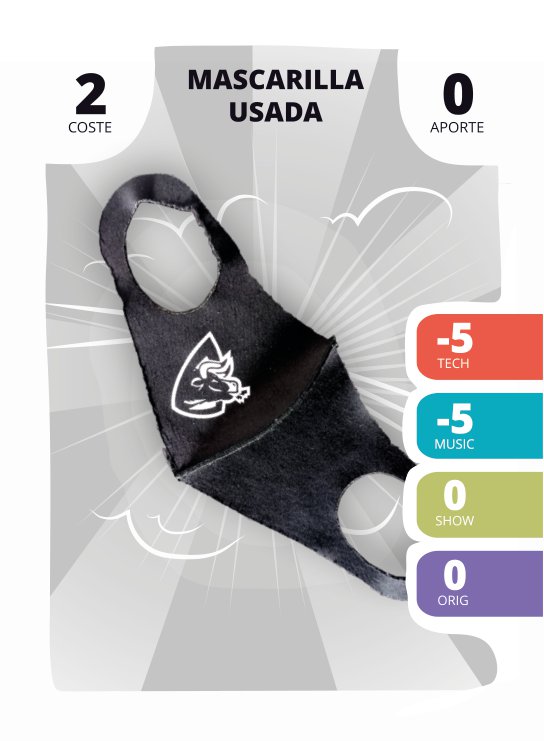 2
COSTE
MASCARILLA
USADA
0
APORTE
-5
TECH
-5
MUSIC
0
SHOW
0
ORIG